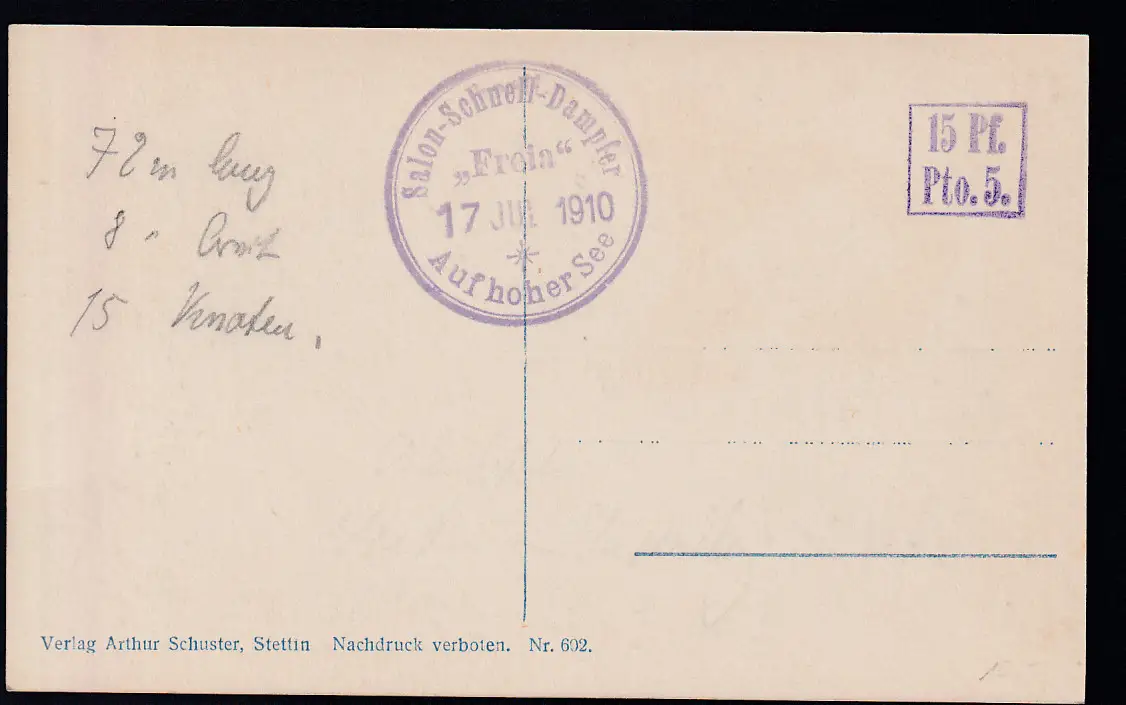 72 m lang
8 " breit
15 Knoten.
Salon-Schnell-Dampfer
„Freia“
17 JUL 1910
Auf hoher See
15 Pf.
Pto. 5.
Verlag Arthur Schuster, Stettin Nachdruck verboten. Nr. 602.